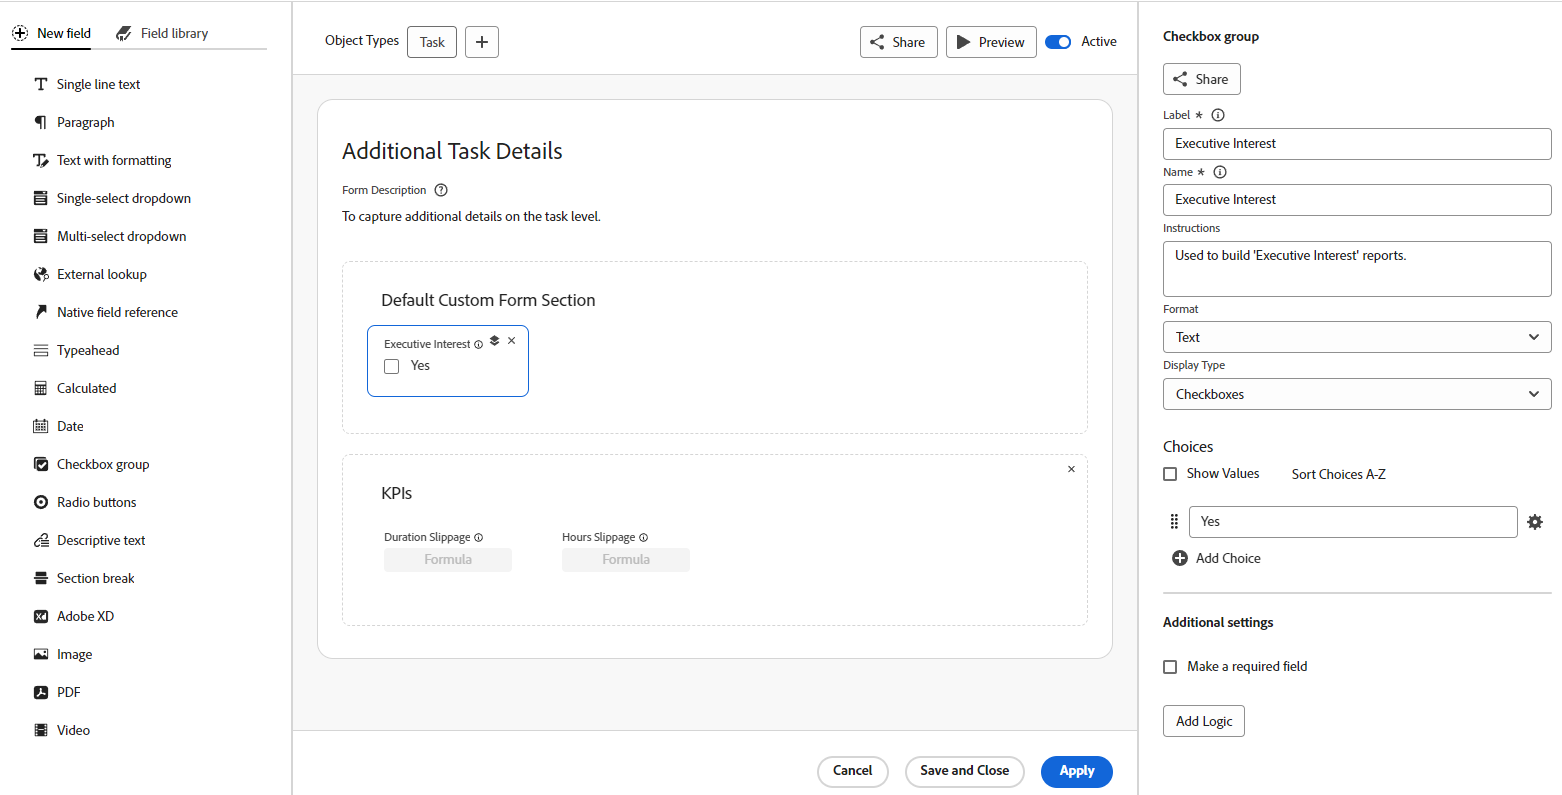 New field
Field library
Single line text
Paragraph
Text with formatting
Single-select dropdown
Multi-select dropdown
External lookup
Native field reference
Typeahead
Calculated
Date
Checkbox group
Radio buttons
Descriptive text
Section break
Adobe XD
Image
PDF
Video
Object Types
Task
Share
Preview
Active
Additional Task Details
Form Description
To capture additional details on the task level.
Default Custom Form Section
Executive Interest
Yes
KPIs
Duration Slippage
Hours Slippage
Formula
Formula
Cancel
Save and Close
Apply
Checkbox group
Share
Label *
Executive Interest
Name *
Executive Interest
Instructions
Used to build 'Executive Interest' reports.
Format
Text
Display Type
Checkboxes
Choices
Show Values
Sort Choices A-Z
Yes
Add Choice
Additional settings
Make a required field
Add Logic